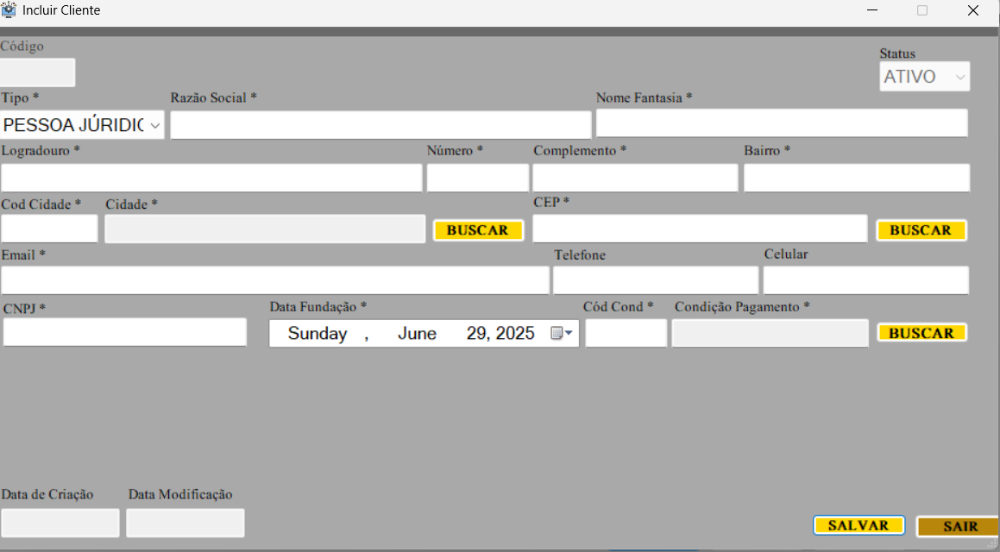 Incluir Cliente
Código
Status
ATIVO
Tipo * Razão Social * Nome Fantasia *
PESSOA JÚRIDIC
Logradouro * Número * Complemento * Bairro *
Cod Cidade * Cidade * CEP *
BUSCAR BUSCAR
Email * Telefone Celular
CNPJ * Data Fundação * Cód Cond * Condição Pagamento *
Sunday , June 29, 2025 BUSCAR
Data de Criação Data Modificação
SALVAR SAIR